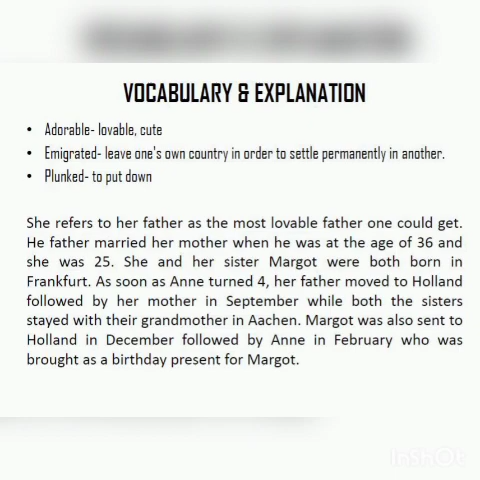 VOCABULARY & EXPLANATION
• Adorable- lovable, cute
• Emigrated- leave one's own country in order to settle permanently in another.
• Plunked- to put down
She refers to her father as the most lovable father one could get.
He father married her mother when he was at the age of 36 and
she was 25. She and her sister Margot were both born in
Frankfurt. As soon as Anne turned 4, her father moved to Holland
followed by her mother in September while both the sisters
stayed with their grandmother in Aachen. Margot was also sent to
Holland in December followed by Anne in February who was
brought as a birthday present for Margot.
InShOt